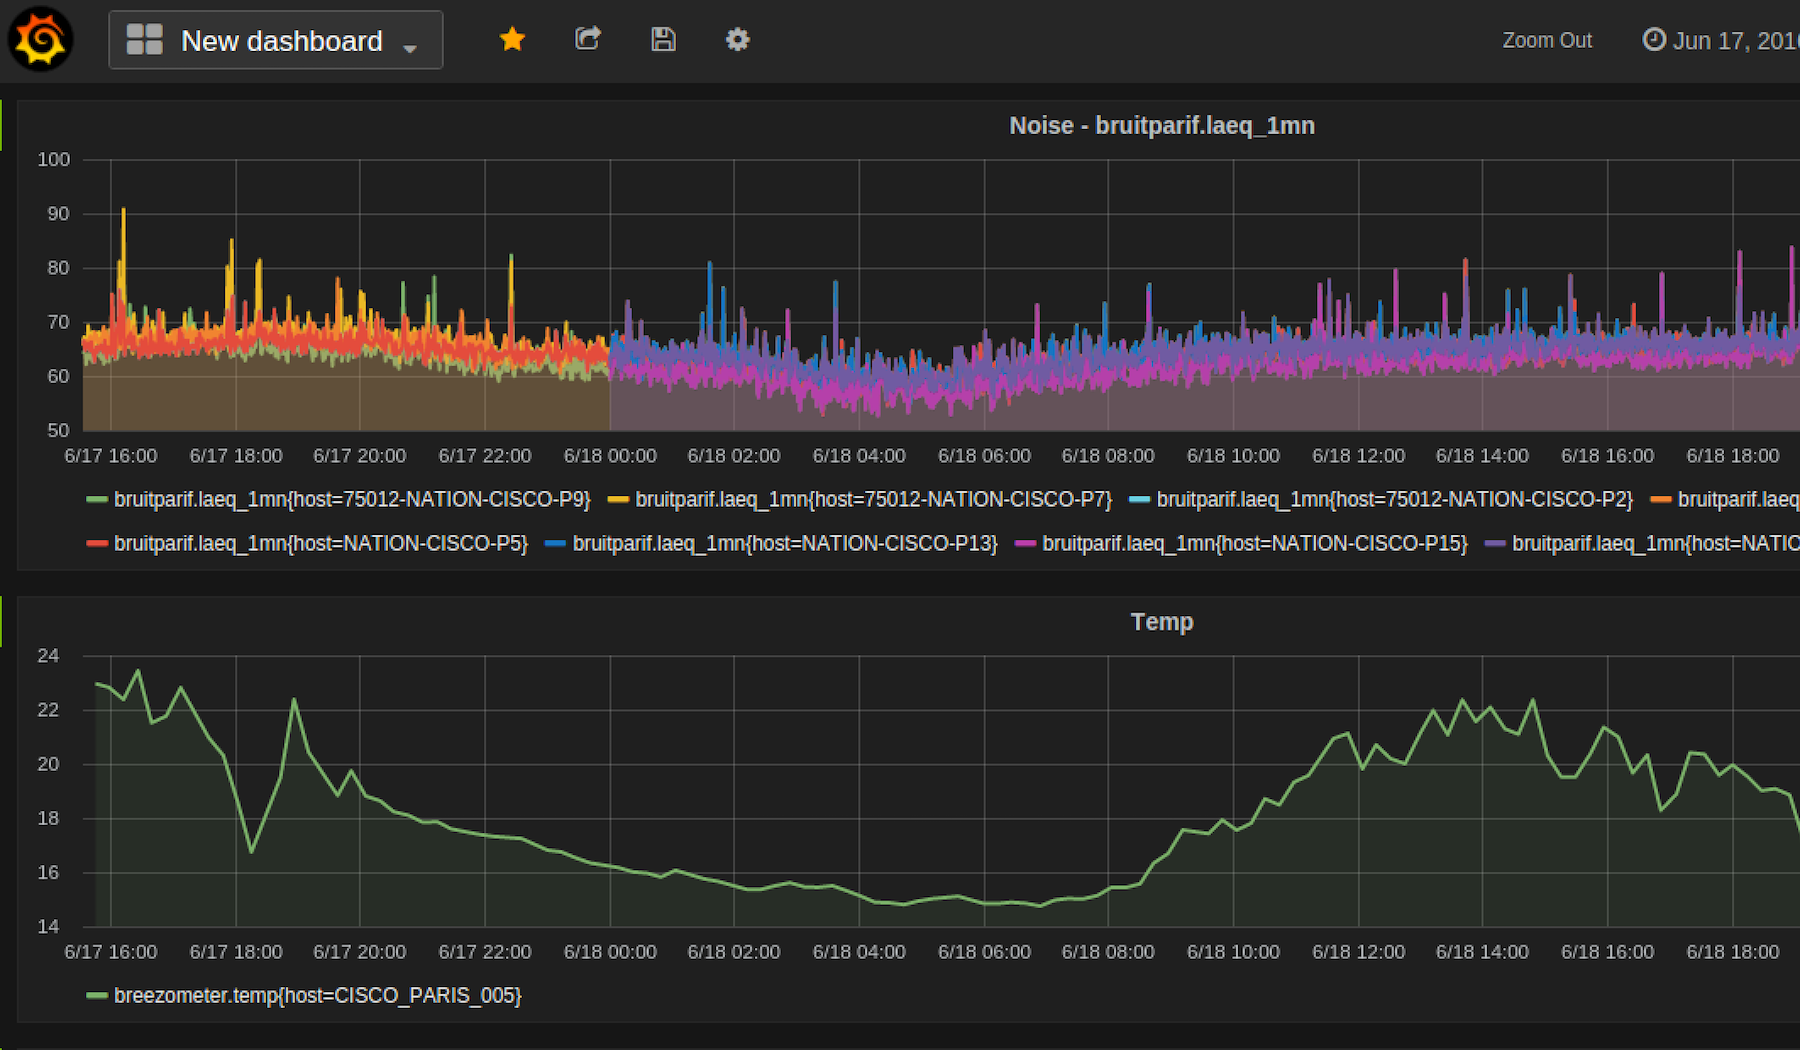 New dashboard
Zoom Out Jun 17, 201
Noise - bruitparif.laeq_1mn
100
90
80
70
60
50
6/17 16:00 6/17 18:00 6/17 20:00 6/17 22:00 6/18 00:00 6/18 02:00 6/18 04:00 6/18 06:00 6/18 08:00 6/18 10:00 6/18 12:00 6/18 14:00 6/18 16:00 6/18 18:00
bruitparif.laeq_1mn{host=75012-NATION-CISCO-P9} bruitparif.laeq_1mn{host=75012-NATION-CISCO-P7} bruitparif.laeq_1mn{host=75012-NATION-CISCO-P2} bruitparif.laeq
bruitparif.laeq_1mn{host=NATION-CISCO-P5} bruitparif.laeq_1mn{host=NATION-CISCO-P13} bruitparif.laeq_1mn{host=NATION-CISCO-P15} bruitparif.laeq_1mn{host=NATIO
Temp
24
22
20
18
16
14
6/17 16:00 6/17 18:00 6/17 20:00 6/17 22:00 6/18 00:00 6/18 02:00 6/18 04:00 6/18 06:00 6/18 08:00 6/18 10:00 6/18 12:00 6/18 14:00 6/18 16:00 6/18 18:00
breezometer.temp{host=CISCO_PARIS_005}